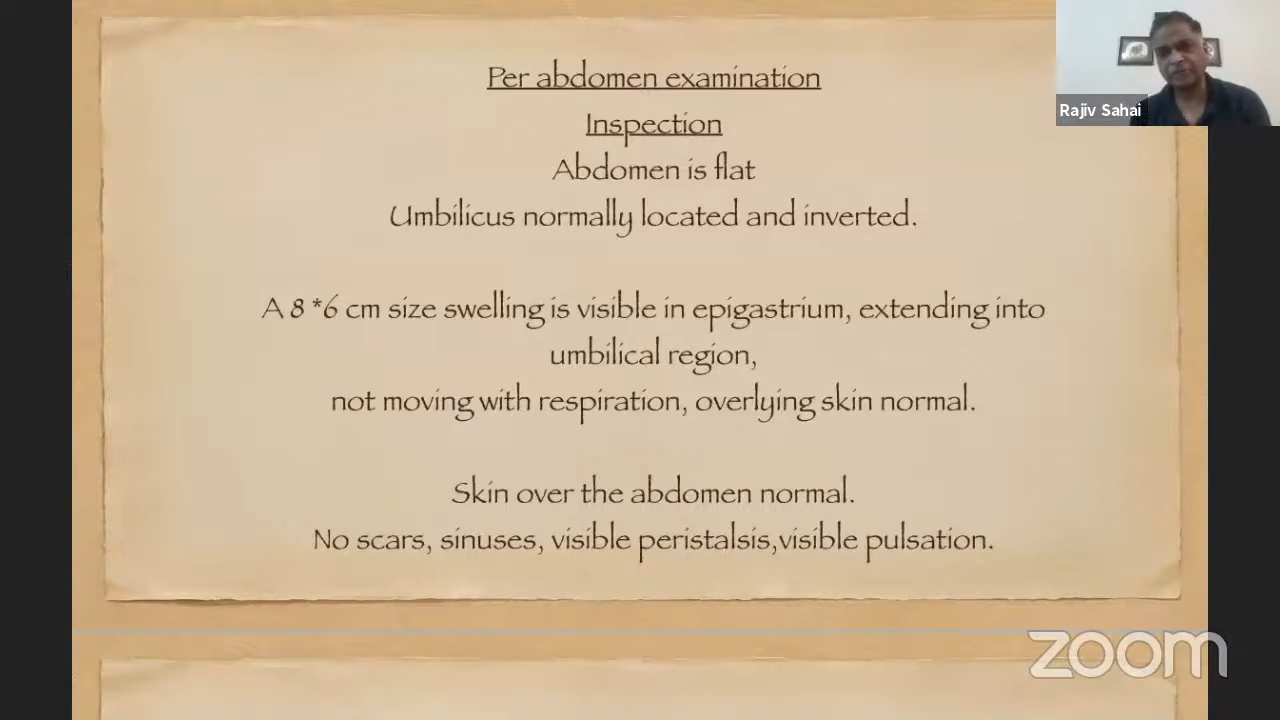 Per abdomen examination
Inspection
Abdomen is flat
Umbilicus normally located and inverted.
A 8 *6 cm size swelling is visible in epigastrium, extending into
umbilical region,
not moving with respiration, overlying skin normal.
Skin over the abdomen normal.
No scars, sinuses, visible peristalsis,visible pulsation.
Rajiv Sahai
zoom